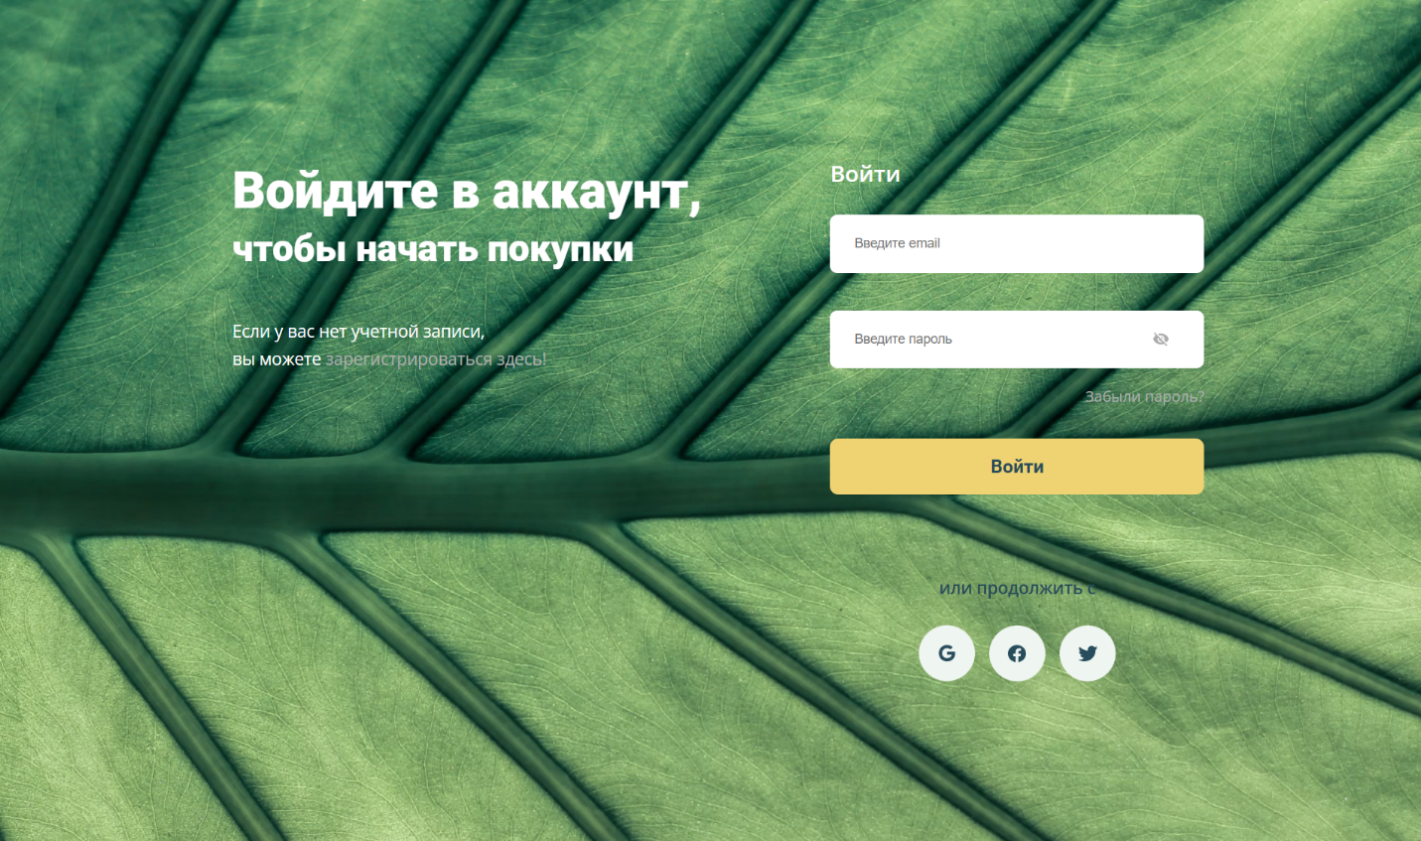 Войдите в аккаунт,
чтобы начать покупки
Если у вас нет учетной записи,
вы можете зарегистрироваться здесь!
Войти
Введите email
Введите пароль
Забыли пароль?
Войти
или продолжить с